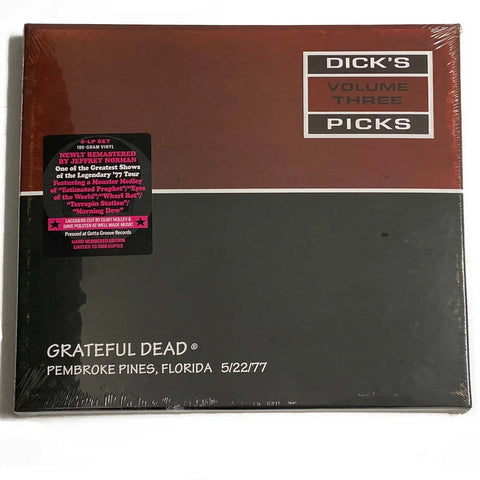 DICK'S
VOLUME
THREE
PICKS
4-LP SET
180-GRAM VINYL
NEWLY REMASTERED
BY JEFFREY NORMAN
One of the Greatest Shows
of the Legendary '77 Tour
Featuring a Monster Medley
of "Estimated Prophet"/"Eyes
of the World"/"Wharf Rat"/
"Terrapin Station"/
"Morning Dew"
LACQUERS CUT BY CLINT HOLLEY &
DAVE POLSTER AT WELL MADE MUSIC
Pressed at Gotta Groove Records
HAND-NUMBERED EDITION
LIMITED TO 2500 COPIES
GRATEFUL DEAD®
PEMBROKE PINES, FLORIDA 5/22/77